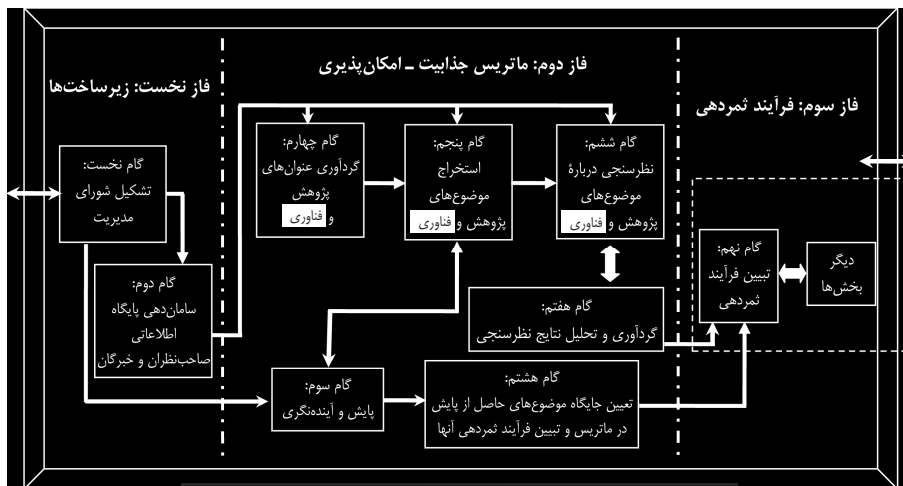 فاز نخست: زیرساخت‌ها
فاز دوم: ماتریس جذابیت ـ امکان‌پذیری
فاز سوم: فرآیند ثمردهی
گام نخست:
تشکیل شورای
مدیریت
گام دوم:
سامان‌دهی پایگاه
اطلاعاتی
صاحب‌نظران و خبرگان
گام چهارم:
گردآوری عنوان‌های
پژوهش
و فناوری
گام پنجم:
استخراج
موضوع‌های
پژوهش و فناوری
گام ششم:
نظرسنجی دربارهٔ
موضوع‌های
پژوهش و فناوری
گام هفتم:
گردآوری و تحلیل نتایج نظرسنجی
گام سوم:
پایش و آینده‌نگری
گام هشتم:
تعیین جایگاه موضوع‌های حاصل از پایش
در ماتریس و تبیین فرآیند ثمردهی آنها
گام نهم:
تبیین فرآیند
ثمردهی
دیگر
بخش‌ها